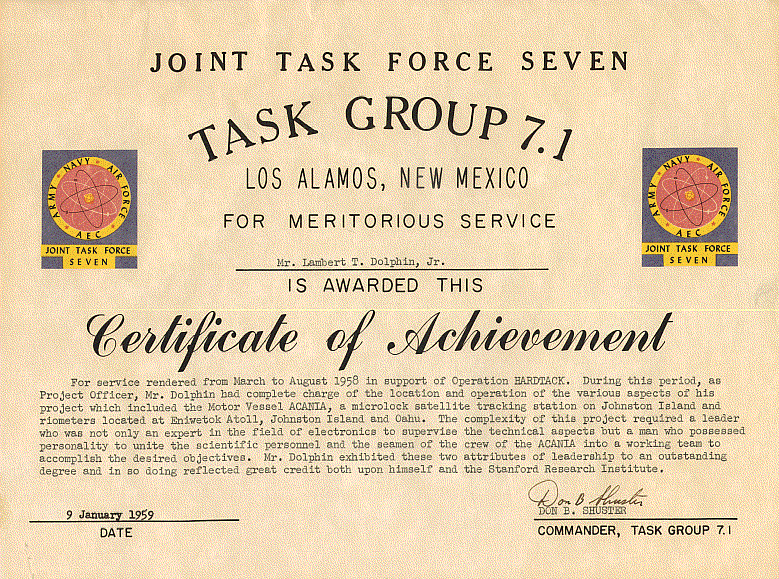 JOINT TASK FORCE SEVEN
TASK GROUP 7.1
LOS ALAMOS, NEW MEXICO
FOR MERITORIOUS SERVICE
ARMY NAVY AIR FORCE
AEC
JOINT TASK FORCE
SEVEN
ARMY NAVY AIR FORCE
AEC
JOINT TASK FORCE
SEVEN
Mr. Lambert T. Dolphin, Jr.
IS AWARDED THIS
Certificate of Achievement
For service rendered from March to August 1958 in support of Operation HARDTACK. During this period, as
Project Officer, Mr. Dolphin had complete charge of the location and operation of the various aspects of his
project which included the Motor Vessel ACANIA, a microlock satellite tracking station on Johnston Island and
riometers located at Eniwetok Atoll, Johnston Island and Oahu. The complexity of this project required a leader
who was not only an expert in the field of electronics to supervise the technical aspects but a man who possessed
personality to unite the scientific personnel and the seamen of the crew of the ACANIA into a working team to
accomplish the desired objectives. Mr. Dolphin exhibited these two attributes of leadership to an outstanding
degree and in so doing reflected great credit both upon himself and the Stanford Research Institute.
Don B Shuster
9 January 1959
DON B. SHUSTER
DATE
COMMANDER, TASK GROUP 7.1